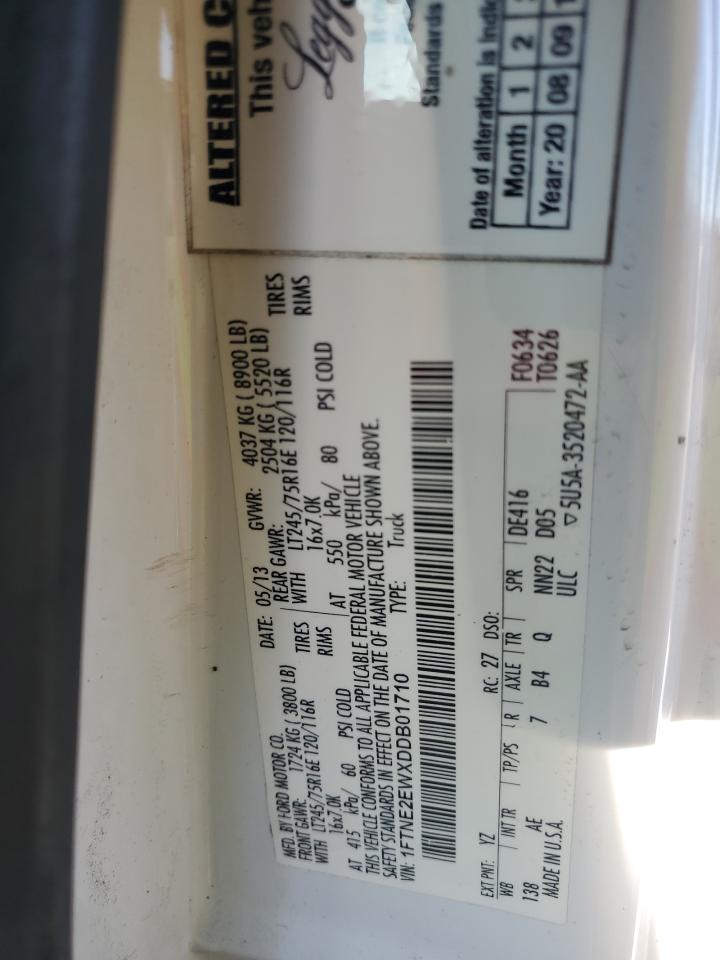 ALTERED C
This veh
Legg
Standards
Date of alteration is indic
Month 1 2
Year: 20 08 09 1
MFD. BY FORD MOTOR CO.
DATE: 05/13 GVWR: 4037 KG ( 8900 LB)
FRONT GAWR: 1724 KG ( 3800 LB) REAR GAWR: 2504 KG ( 5520 LB)
WITH LT245/75R16E 120/116R TIRES WITH LT245/75R16E 120/116R TIRES
16x7.0K RIMS 16x7.0K RIMS
AT 415 kPa/ 60 PSI COLD AT 550 kPa/ 80 PSI COLD
THIS VEHICLE CONFORMS TO ALL APPLICABLE FEDERAL MOTOR VEHICLE
SAFETY STANDARDS IN EFFECT ON THE DATE OF MANUFACTURE SHOWN ABOVE.
VIN: 1FTNE2EWXDDB01710 TYPE: Truck
EXT PNT: YZ RC: 27 DSO:
WB INT TR TP/PS R AXLE TR SPR DE416 F0634
138 AE 7 B4 Q NN22 D05 T0626
MADE IN U.S.A. ULC ▽5U5A-3520472-AA